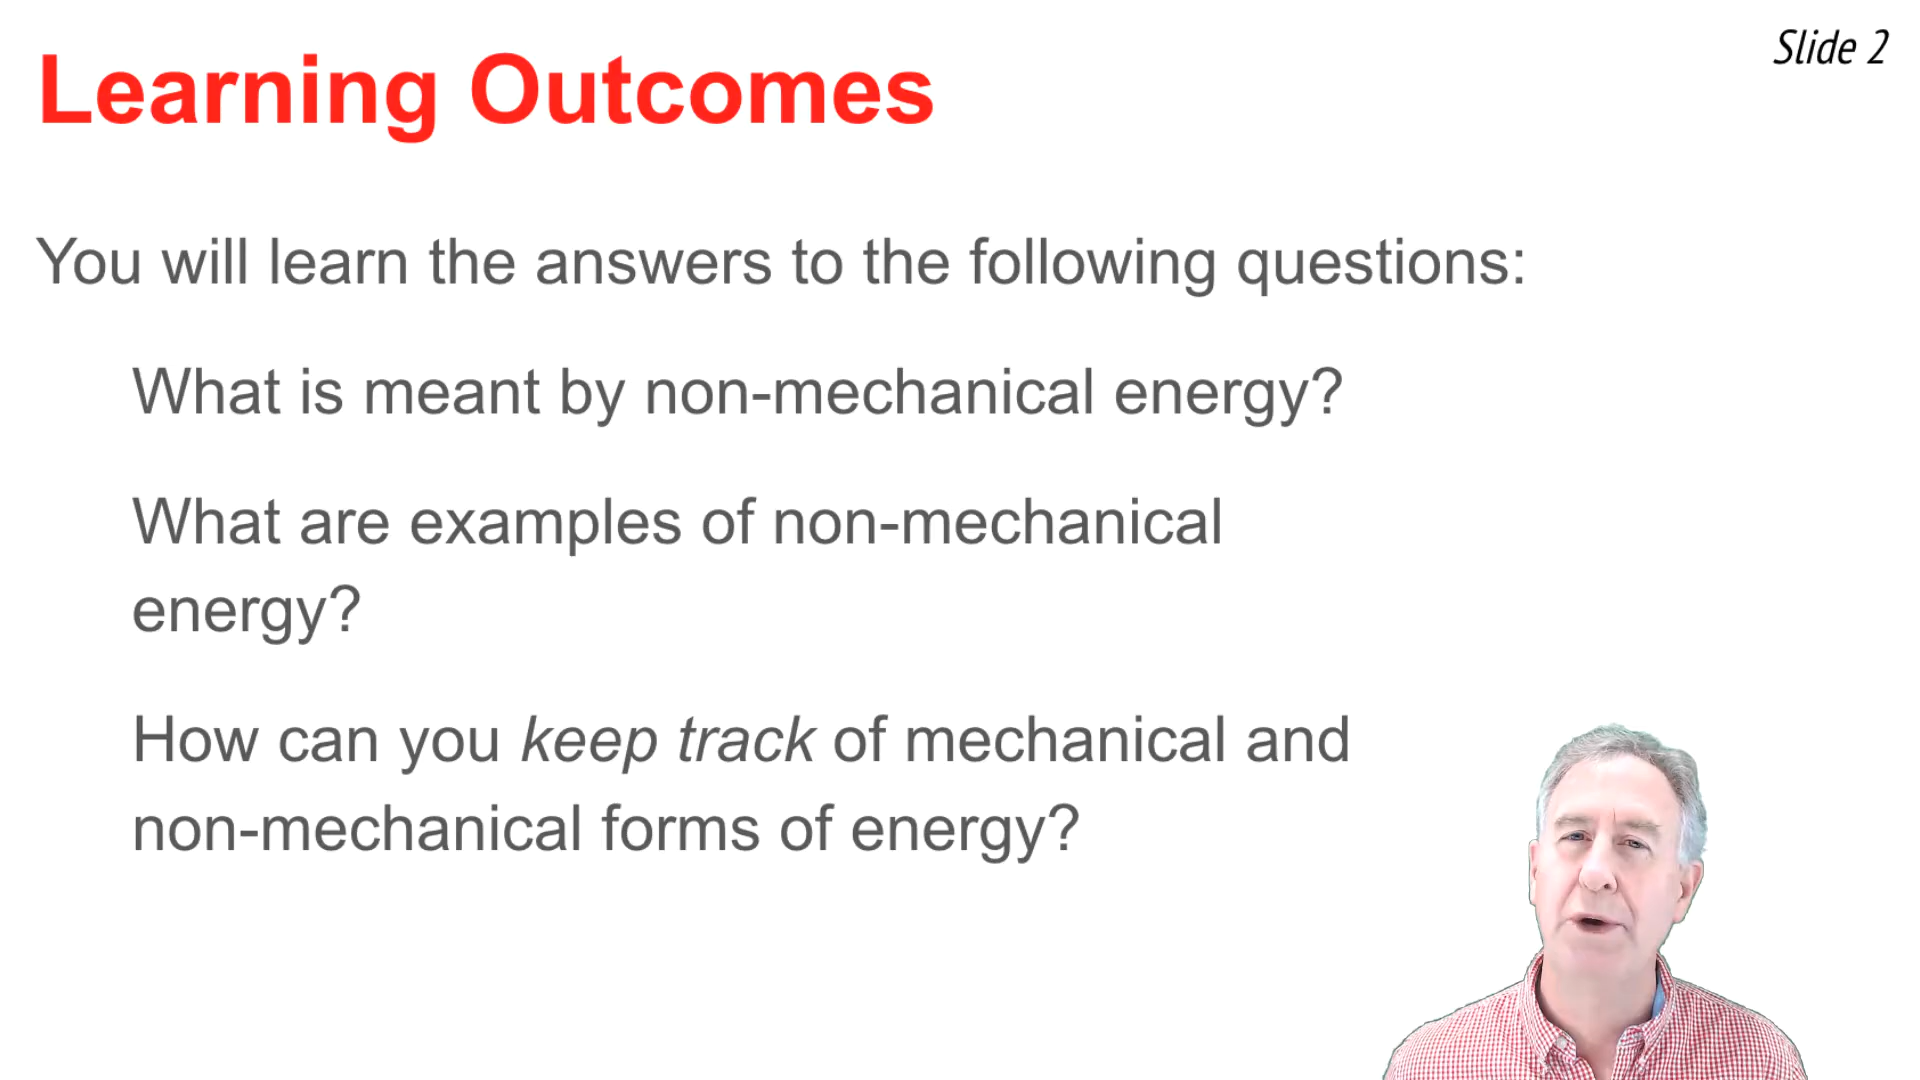 Slide 2
Learning Outcomes
You will learn the answers to the following questions:
What is meant by non-mechanical energy?
What are examples of non-mechanical
energy?
How can you keep track of mechanical and
non-mechanical forms of energy?